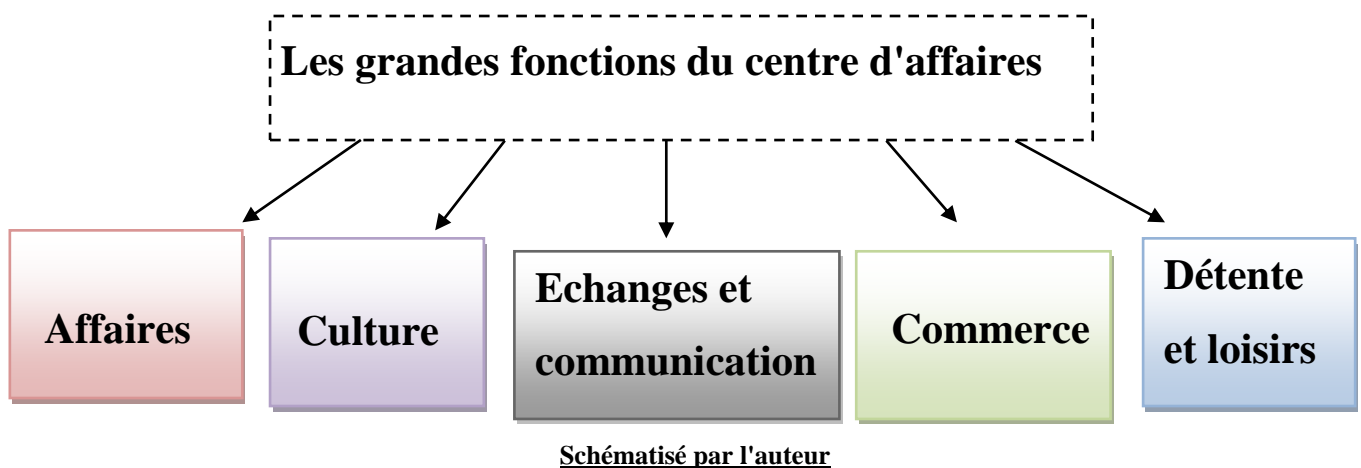 Les grandes fonctions du centre d'affaires
Affaires
Culture
Echanges et
communication
Commerce
Détente
et loisirs
Schématisé par l'auteur